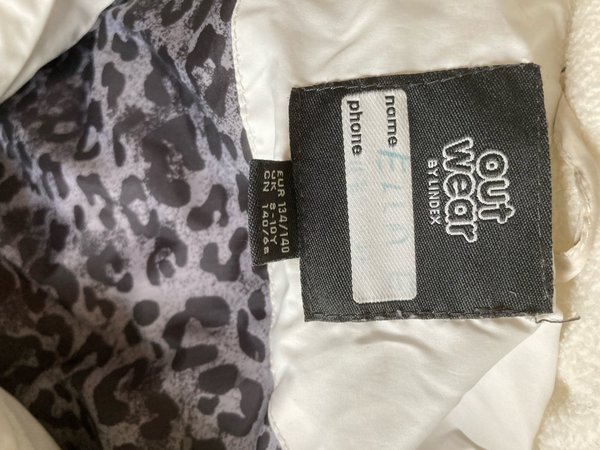 out
wear
BY LINDEX
name
phone
EUR 134/140
UK 8-10Y
CN 140/68